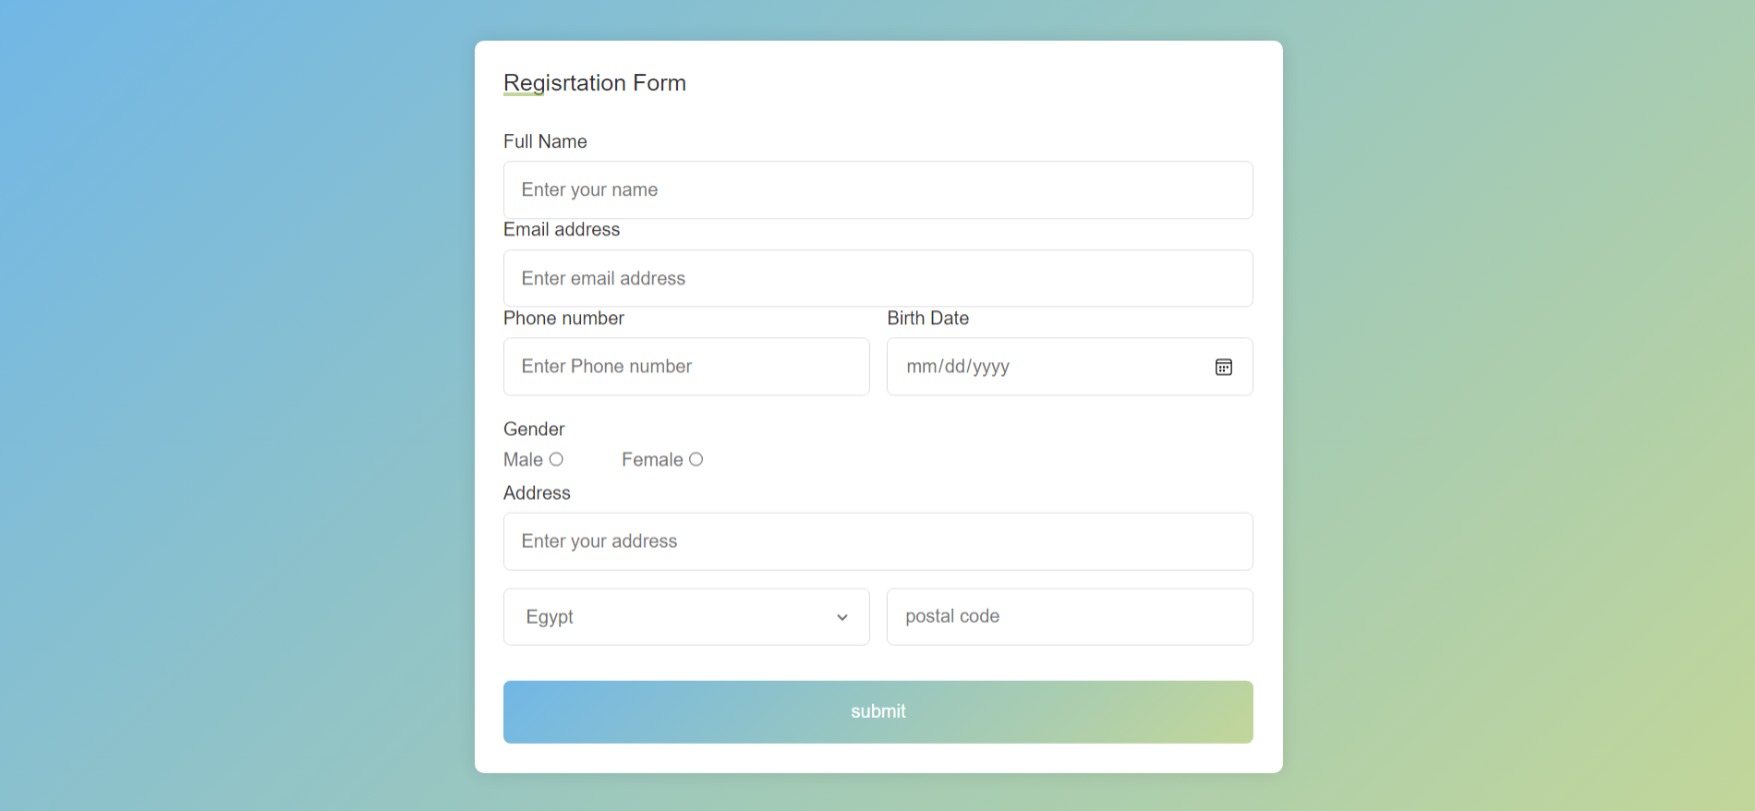 Regisrtation Form
Full Name
Enter your name
Email address
Enter email address
Phone number Birth Date
Enter Phone number mm/dd/yyyy
Gender
Male Female
Address
Enter your address
Egypt postal code
submit